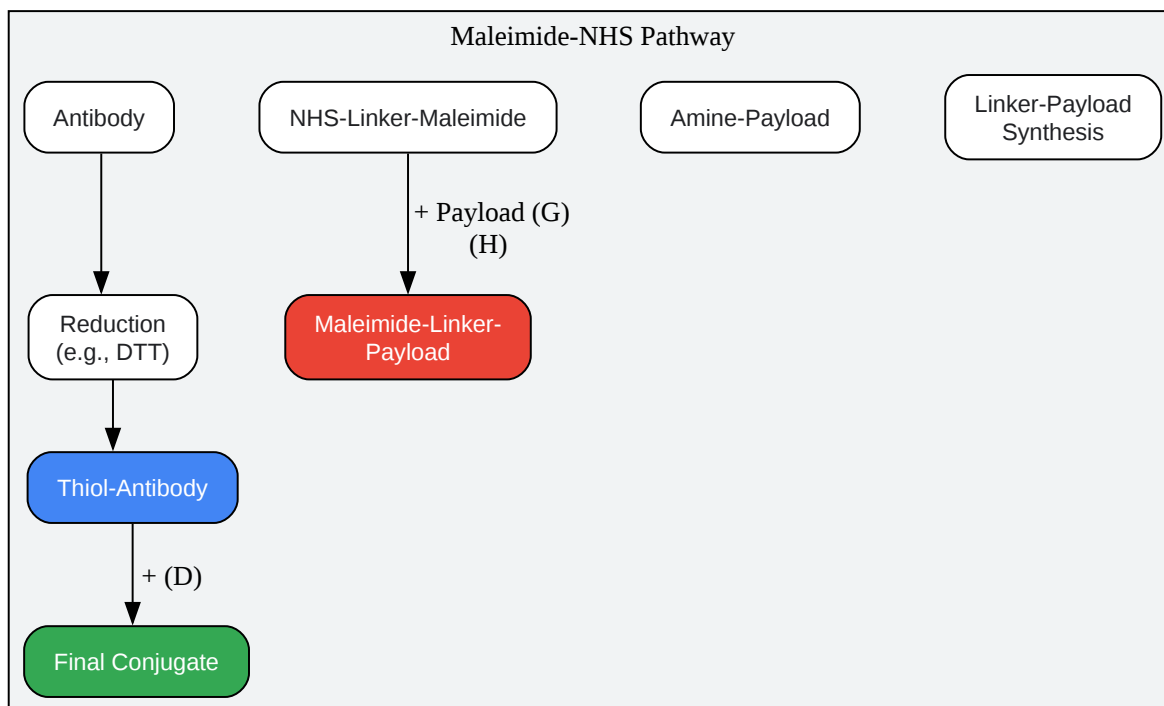 Maleimide-NHS Pathway
Antibody
NHS-Linker-Maleimide
Amine-Payload
Linker-Payload
Synthesis
+ Payload (G)
(H)
Reduction
(e.g., DTT)
Maleimide-Linker-
Payload
Thiol-Antibody
+ (D)
Final Conjugate